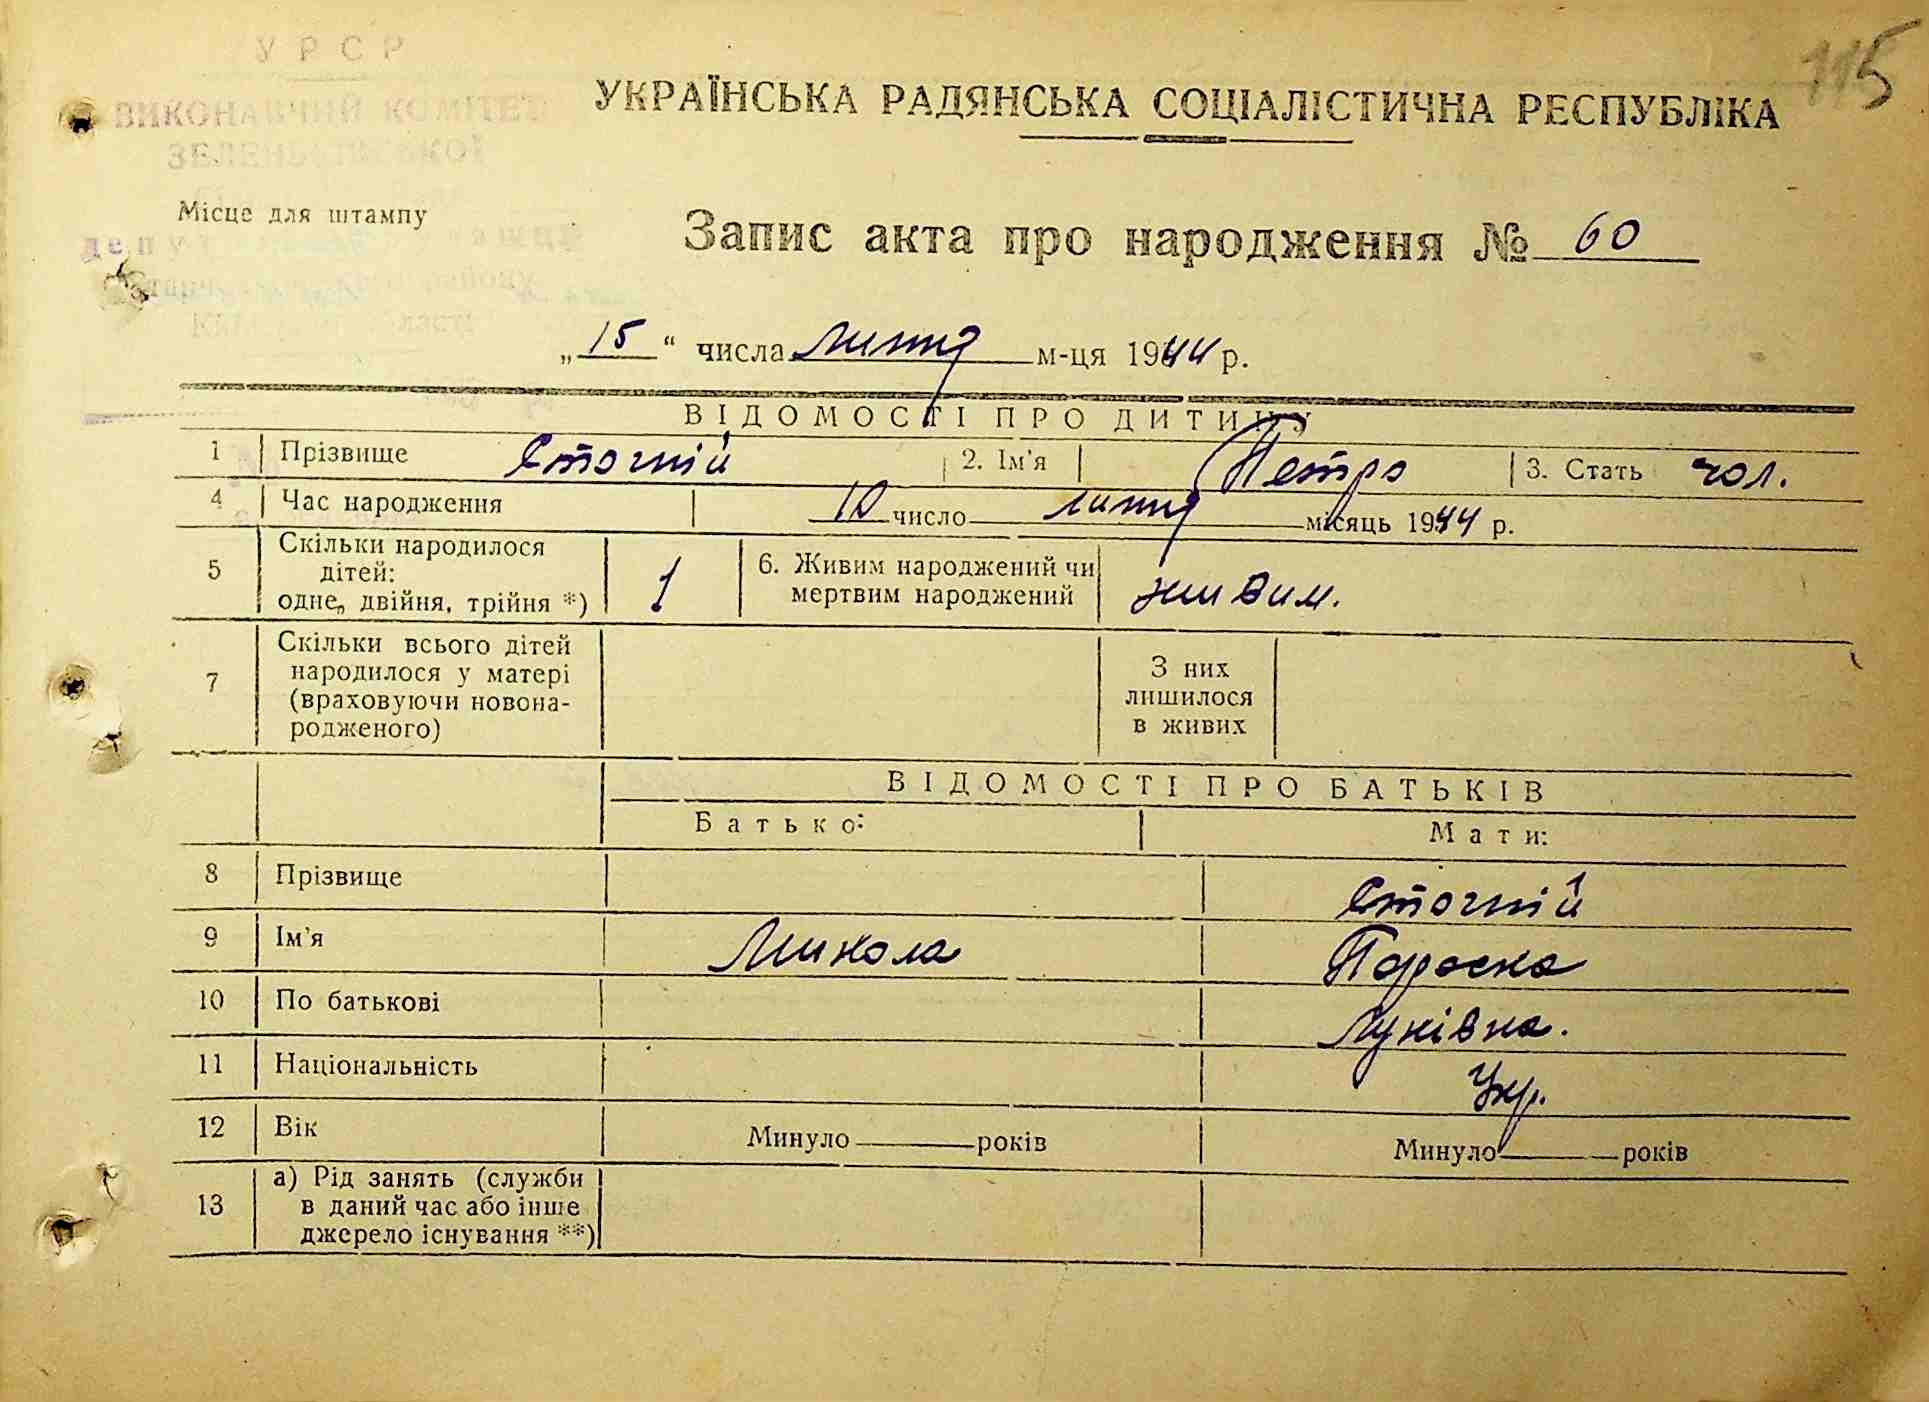 115
У Р С Р
ВИКОНАВЧИЙ КОМІТЕТ
УКРАЇНСЬКА РАДЯНСЬКА СОЦІАЛІСТИЧНА РЕСПУБЛІКА
Місце для штампу
Запис акта про народження № 60
„15“ числа липня м-ця 1944 р.
ВІДОМОСТІ ПРО ДИТИНУ
1 Прізвище Стогній 2. Ім'я Петро 3. Стать чол.
4 Час народження 10 число липня місяць 1944 р.
5 Скільки народилося дітей: одне, двійня, трійня *) 1 6. Живим народжений чи мертвим народжений живим.
7 Скільки всього дітей народилося у матері (враховуючи новонародженого) З них лишилося в живих
ВІДОМОСТІ ПРО БАТЬКІВ
Батько: Мати:
8 Прізвище Стогній
9 Ім'я Микола Параска
10 По батькові Луківна.
11 Національність Укр.
12 Вік Минуло років Минуло років
13 а) Рід занять (служби в даний час або інше джерело існування **)